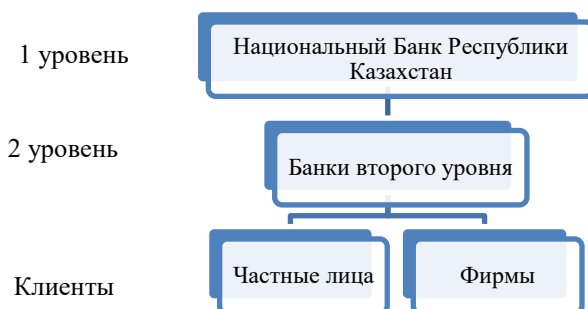 1 уровень
Национальный Банк Республики
Казахстан
2 уровень
Банки второго уровня
Клиенты
Частные лица
Фирмы